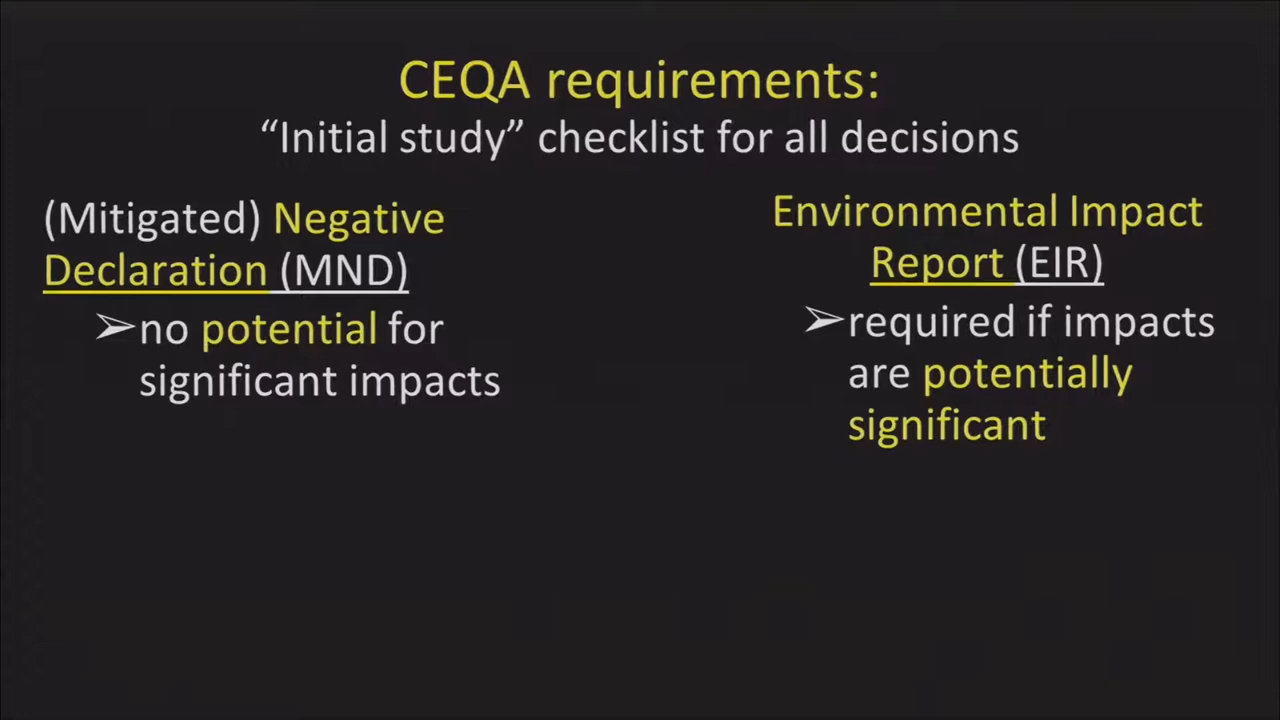 CEQA requirements:
“Initial study” checklist for all decisions
(Mitigated) Negative
Declaration (MND)
➢no potential for
significant impacts
Environmental Impact
Report (EIR)
➢required if impacts
are potentially
significant